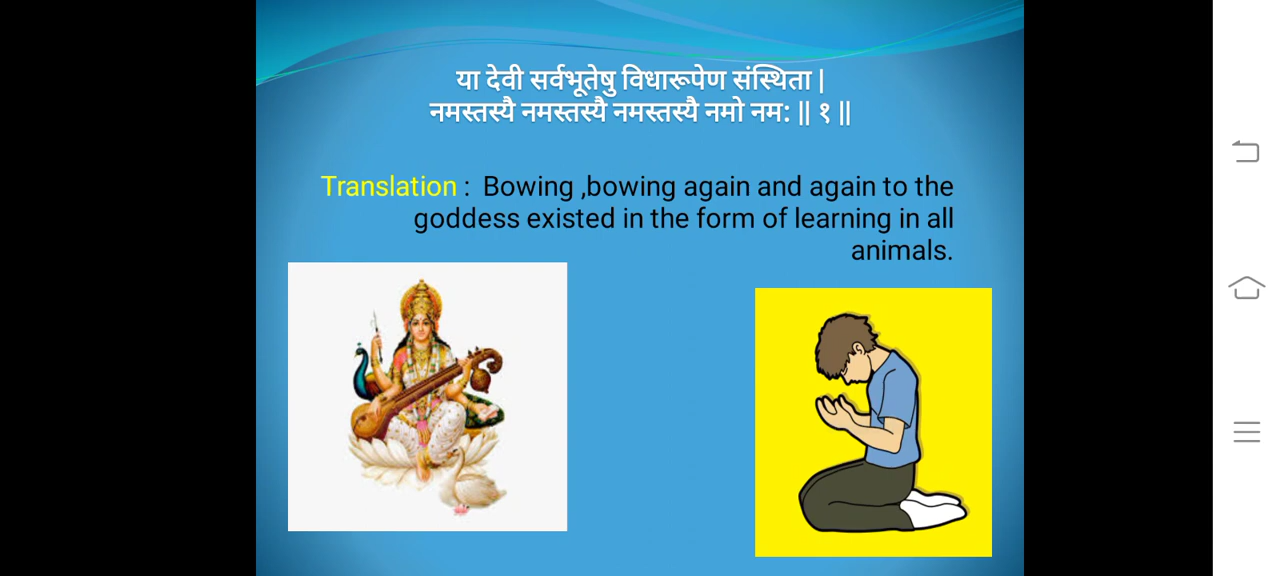 या देवी सर्वभूतेषु विधारूपेण संस्थिता |
नमस्तस्यै नमस्तस्यै नमस्तस्यै नमो नम: || १ ||
Translation : Bowing ,bowing again and again to the
goddess existed in the form of learning in all
animals.